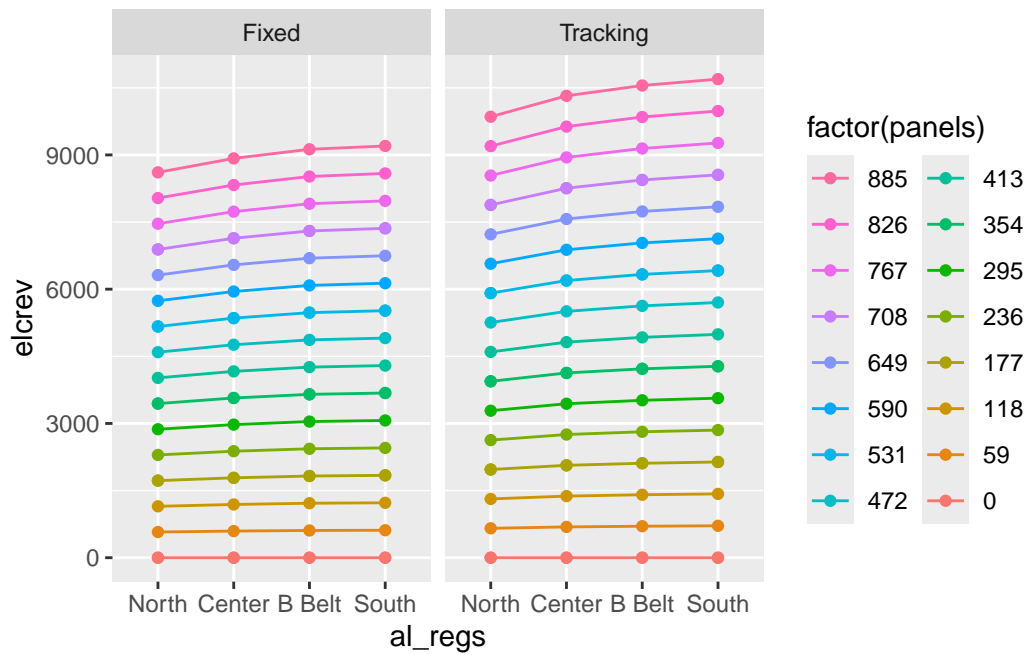 Fixed
Tracking
9000
6000
3000
0
elcrev
North Center B Belt South
North Center B Belt South
al_regs
factor(panels)
885 413
826 354
767 295
708 236
649 177
590 118
531 59
472 0